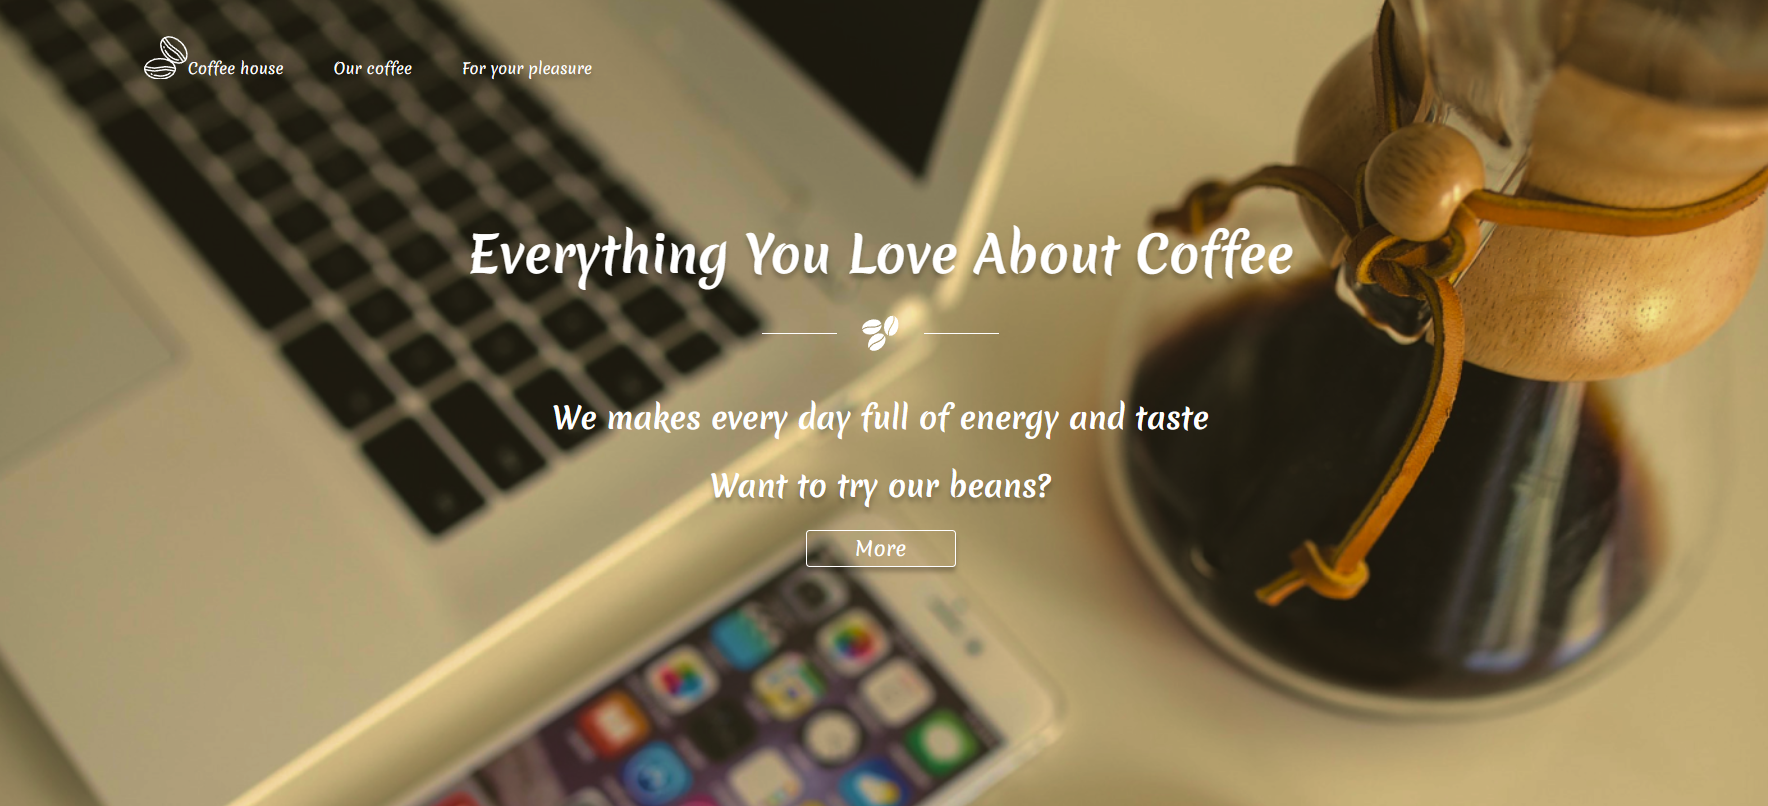 Coffee house
Our coffee
For your pleasure
Everything You Love About Coffee
We makes every day full of energy and taste
Want to try our beans?
More